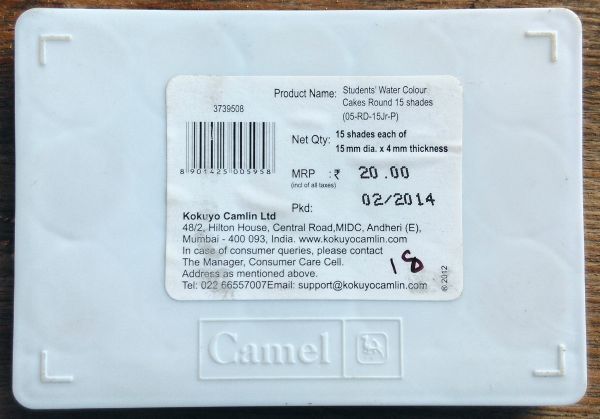 Product Name: Students' Water Colour
Cakes Round 15 shades
(05-RD-15Jr-P)
3739508
8 901425 005958
Net Qty: 15 shades each of
15 mm dia. x 4 mm thickness
MRP : ₹ 20.00
(incl of all taxes)
Pkd: 02/2014
Kokuyo Camlin Ltd
48/2, Hilton House, Central Road,MIDC, Andheri (E),
Mumbai - 400 093, India. www.kokuyocamlin.com
In case of consumer queries, please contact
The Manager, Consumer Care Cell.
Address as mentioned above.
Tel: 022 66557007Email: support@kokuyocamlin.com
18
© 2012
Camel